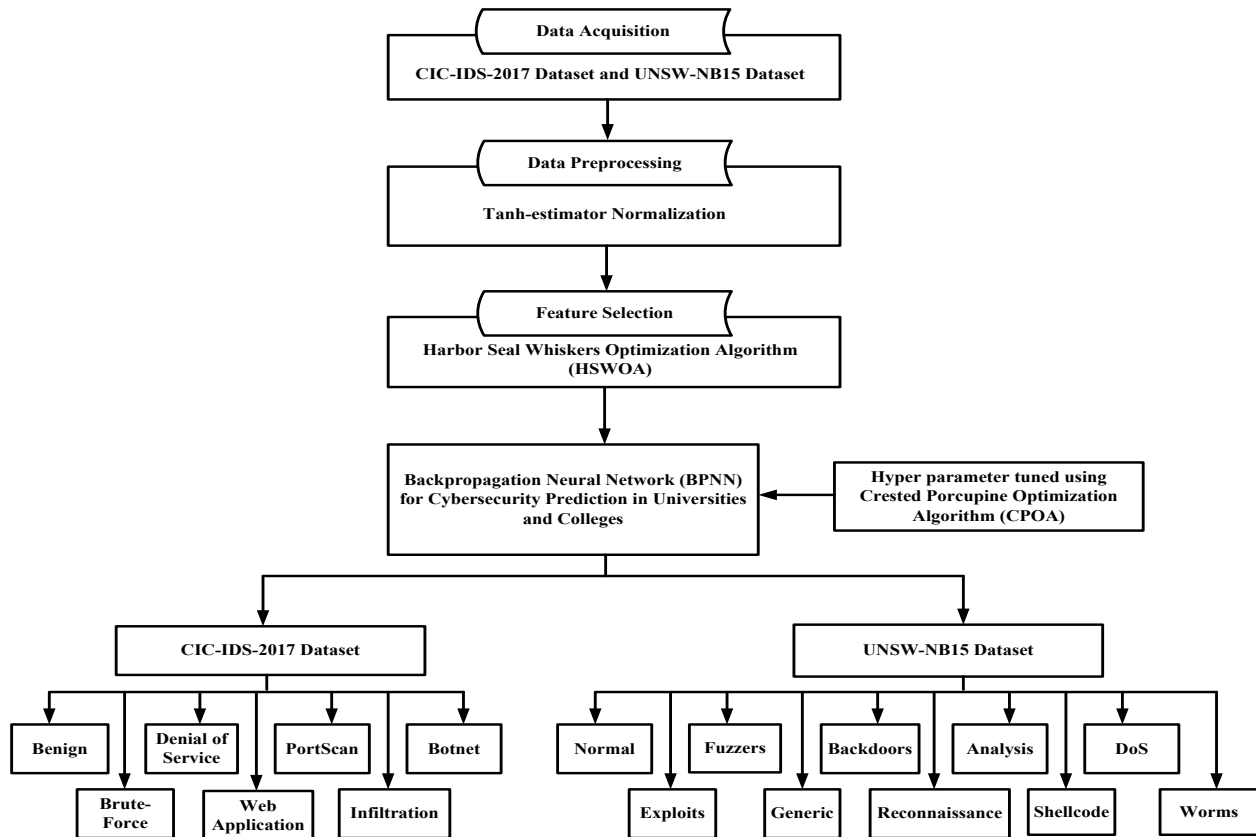 Data Acquisition
CIC-IDS-2017 Dataset and UNSW-NB15 Dataset
Data Preprocessing
Tanh-estimator Normalization
Feature Selection
Harbor Seal Whiskers Optimization Algorithm
(HSWOA)
Backpropagation Neural Network (BPNN)
for Cybersecurity Prediction in Universities
and Colleges
Hyper parameter tuned using
Crested Porcupine Optimization
Algorithm (CPOA)
CIC-IDS-2017 Dataset
UNSW-NB15 Dataset
Benign
Denial of
Service
PortScan
Botnet
Normal
Fuzzers
Backdoors
Analysis
DoS
Brute-
Force
Web
Application
Infiltration
Exploits
Generic
Reconnaissance
Shellcode
Worms